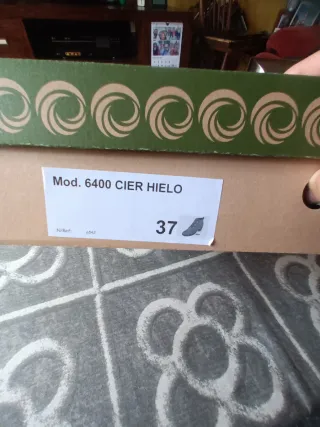 Mod. 6400 CIER HIELO
37